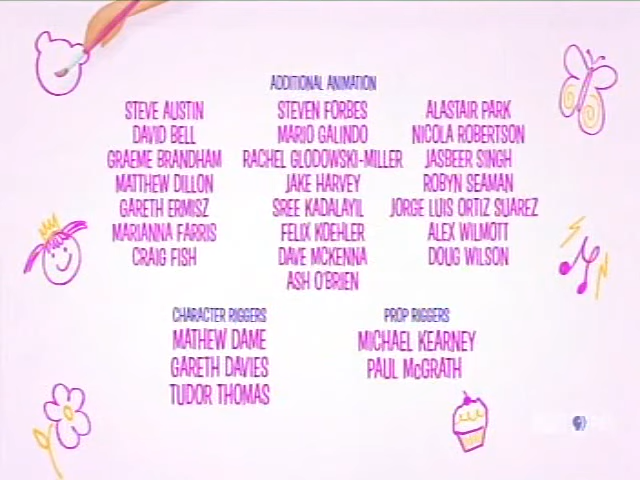 ADDITIONAL ANIMATION
STEVE AUSTIN
DAVID BELL
GRAEME BRANDHAM
MATTHEW DILLON
GARETH ERMISZ
MARIANNA FARRIS
CRAIG FISH
STEVEN FORBES
MARIO GALINDO
RACHEL GLODOWSKI-MILLER
JAKE HARVEY
SREE KADALAYIL
FELIX KOEHLER
DAVE MCKENNA
ASH O'BRIEN
ALASTAIR PARK
NICOLA ROBERTSON
JASBEER SINGH
ROBYN SEAMAN
JORGE LUIS ORTIZ SUAREZ
ALEX WILMOTT
DOUG WILSON
CHARACTER RIGGERS
MATHEW DAME
GARETH DAVIES
TUDOR THOMAS
PROP RIGGERS
MICHAEL KEARNEY
PAUL McGRATH